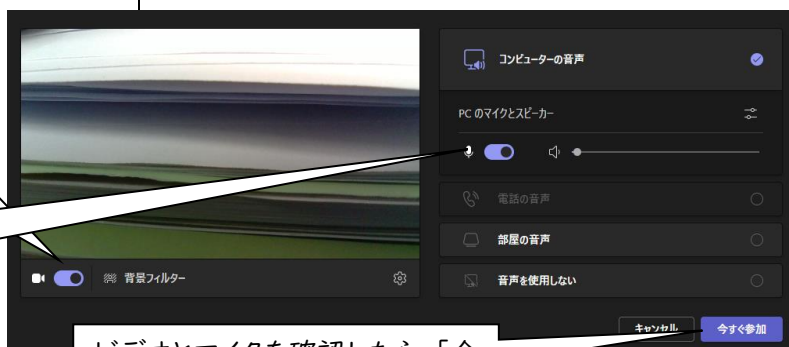 コンピューターの音声
PC のマイクとスピーカー
電話の音声
部屋の音声
背景フィルター
音声を使用しない
キャンセル
今すぐ参加
ビデオとマイクを確認したら、「今